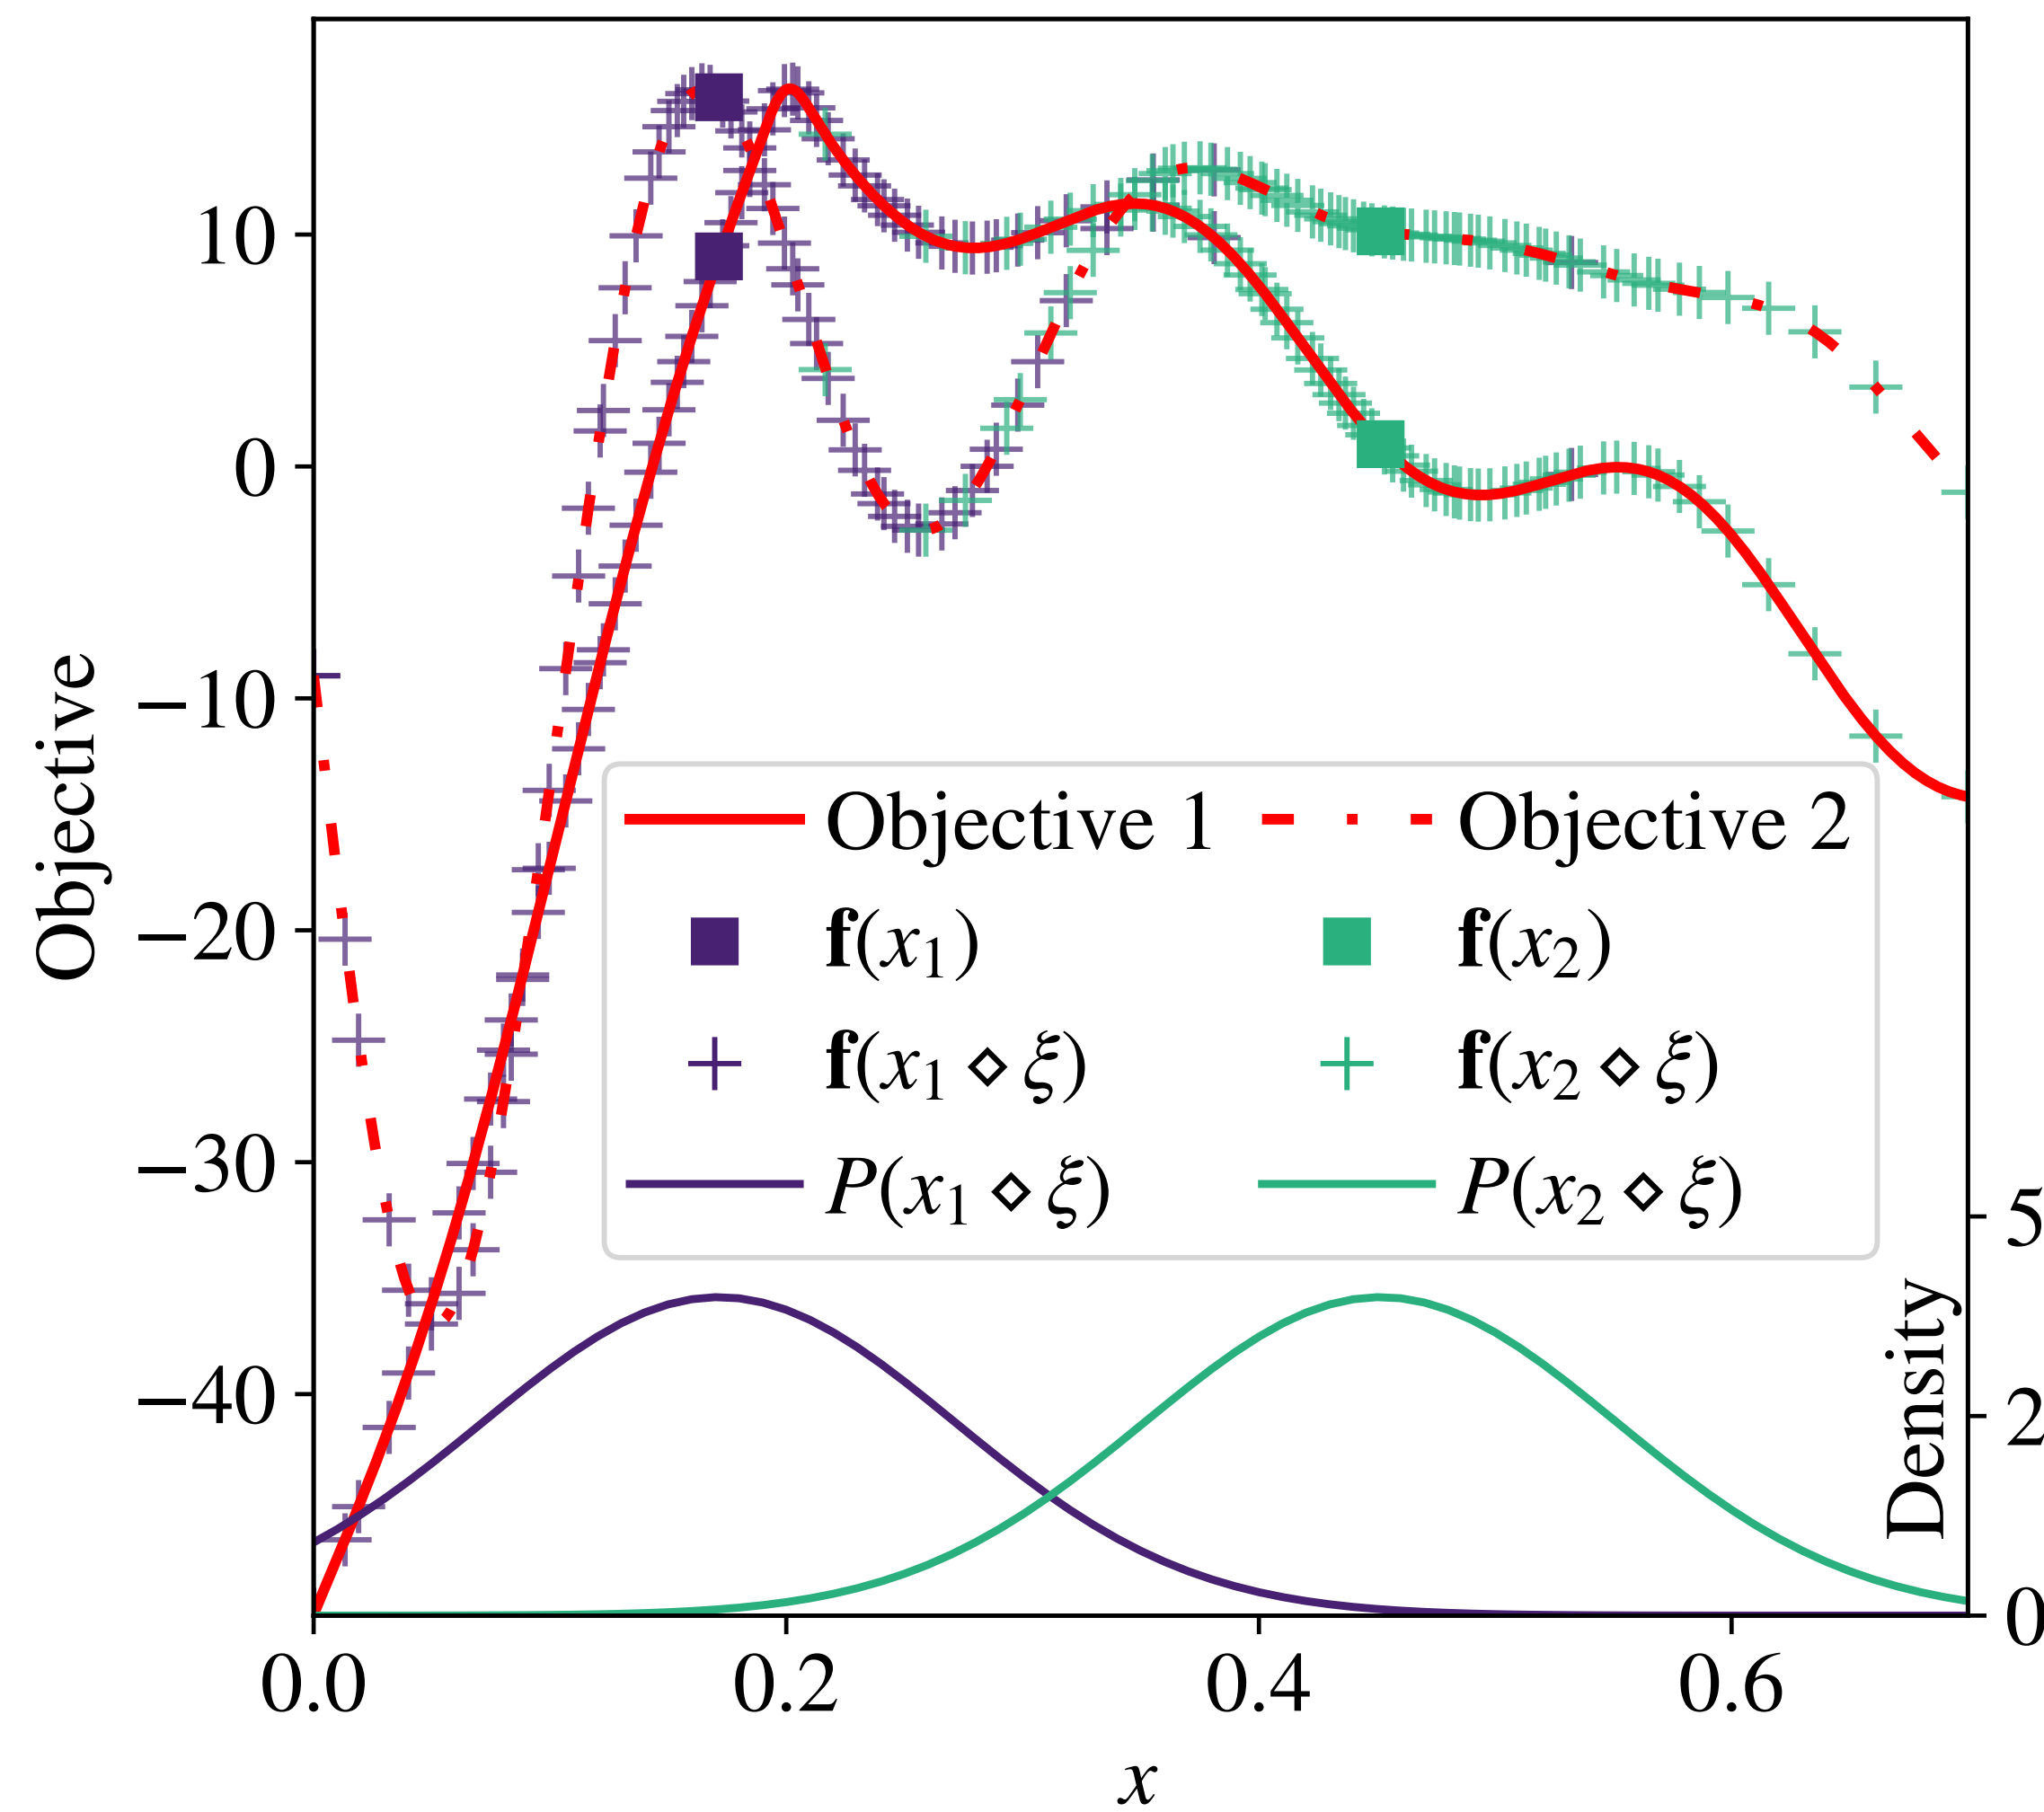 10
0
−10
−20
−30
−40
Objective
Objective 1
Objective 2
f(x1)
f(x2)
f(x1 ⋄ ξ)
f(x2 ⋄ ξ)
P(x1 ⋄ ξ)
P(x2 ⋄ ξ)
5
2
0
Density
0.0
0.2
0.4
0.6
x